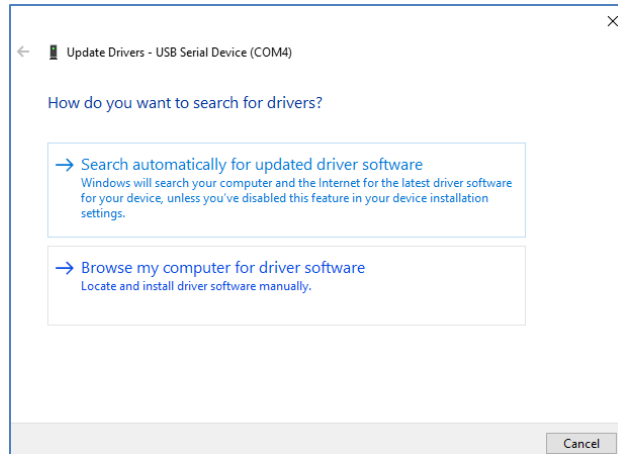 Update Drivers - USB Serial Device (COM4)
How do you want to search for drivers?
Search automatically for updated driver software
Windows will search your computer and the Internet for the latest driver software
for your device, unless you've disabled this feature in your device installation
settings.
Browse my computer for driver software
Locate and install driver software manually.
Cancel